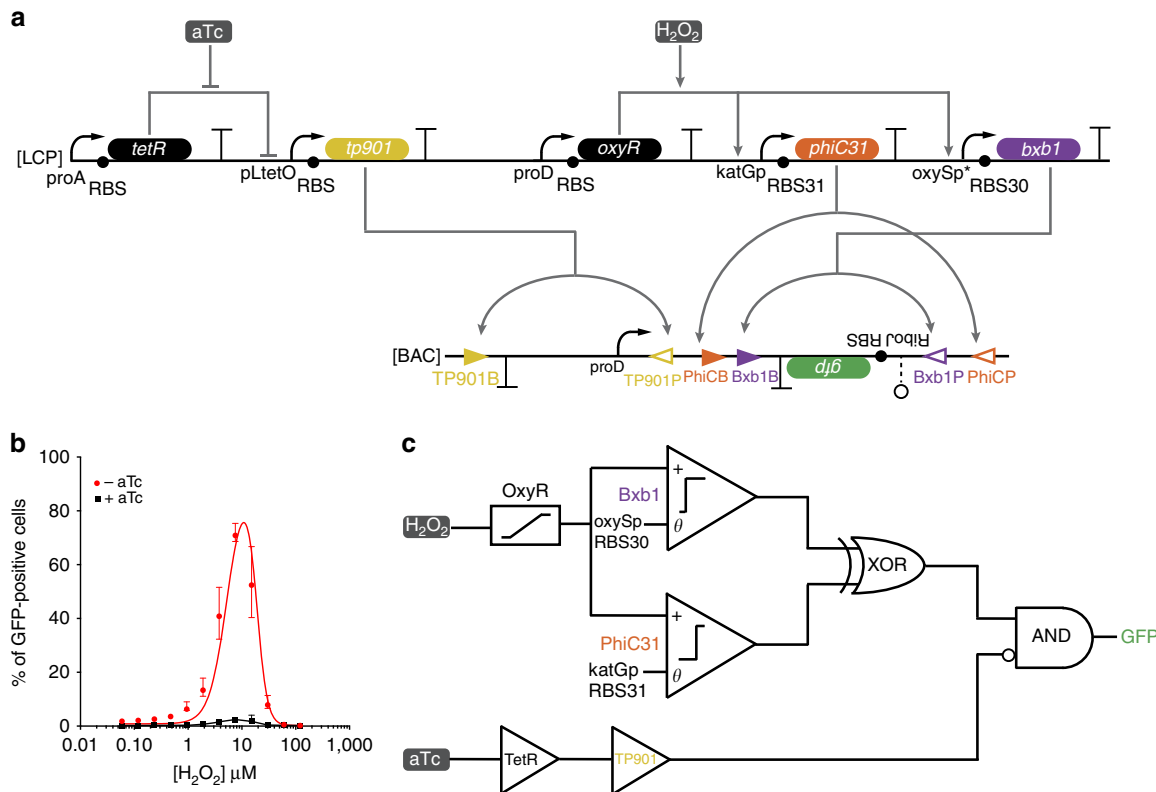 a
aTc
H2O2
[LCP]
tetR
tp901
oxyR
phiC31
bxb1
proA
RBS
pLtetO
RBS
proD
RBS
katGp
RBS31
oxySp*
RBS30
[BAC]
TP901B
proD
TP901P
PhiCB
Bxb1B
gfp
RiboJ RBS
Bxb1P
PhiCP
b
% of GFP-positive cells
100
80
60
40
20
0
– aTc
+ aTc
0.01
1
10
100
1,000
[H2O2] μM
c
H2O2
OxyR
Bxb1
+
oxySp
RBS30
θ
PhiC31
+
katGp
RBS31
θ
XOR
AND
GFP
aTc
TetR
TP901